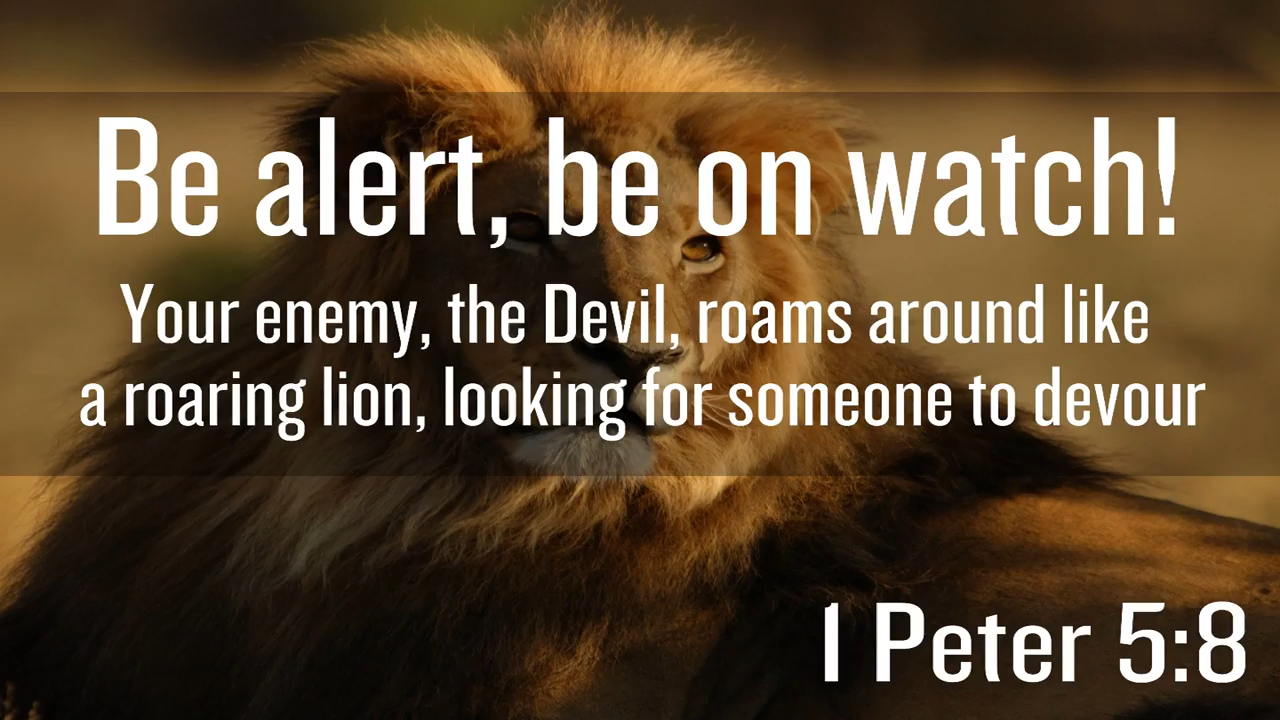 Be alert, be on watch!
Your enemy, the Devil, roams around like
a roaring lion, looking for someone to devour
1 Peter 5:8